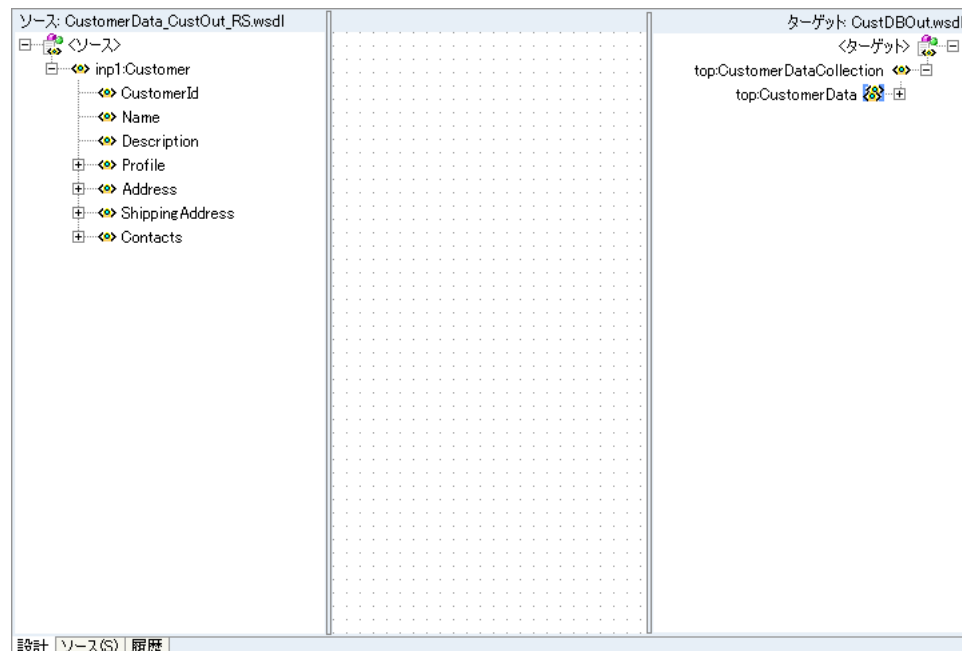 ソース: CustomerData_CustOut_RS.wsdl
<ソース>
inp1:Customer
CustomerId
Name
Description
Profile
Address
ShippingAddress
Contacts
ターゲット: CustDBOut.wsdl
<ターゲット>
top:CustomerDataCollection
top:CustomerData
設計 ソース(S) 履歴